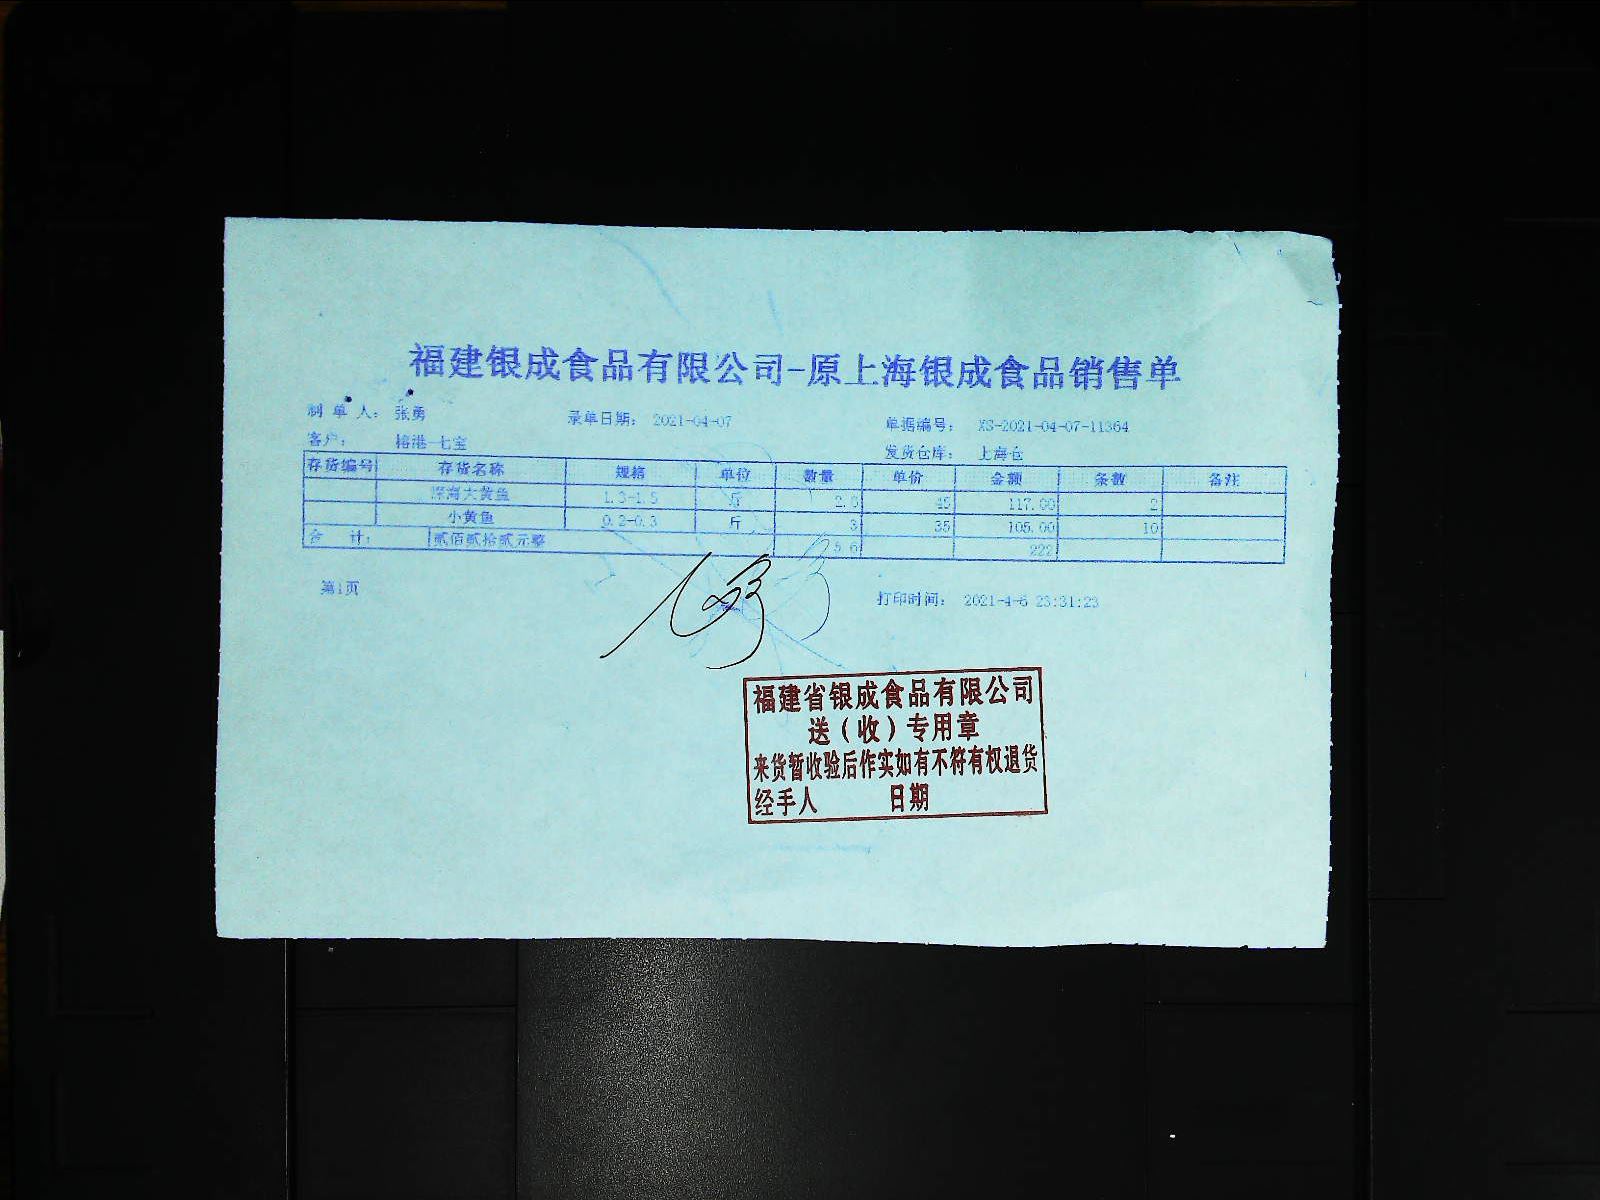 福建银成食品有限公司-原上海银成食品销售单
制 单 人： 张勇 录单日期： 2021-04-07 单据编号： XS-2021-04-07-11364
客户： 榕港-七宝 发货仓库： 上海仓
存货编号 存货名称 规格 单位 数量 单价 金额 条数 备注
深海大黄鱼 1.3-1.5 斤 2.6 45 117.00 2
小黄鱼 0.2-0.3 斤 3 35 105.00 10
合 计： 贰佰贰拾贰元整 5.6 222
第1页 打印时间： 2021-4-6 23:31:23
福建省银成食品有限公司
送（收）专用章
来货暂收验后作实如有不符有权退货
经手人 日期